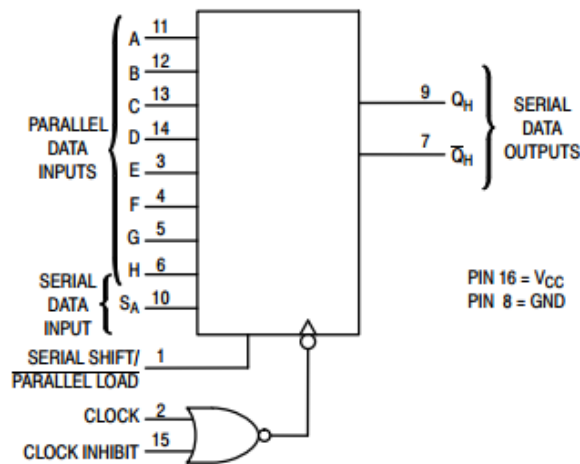 A 11
B 12
C 13
D 14
E 3
F 4
G 5
H 6
PARALLEL
DATA
INPUTS
SERIAL
DATA
INPUT
SA 10
SERIAL SHIFT/
PARALLEL LOAD
1
CLOCK 2
CLOCK INHIBIT 15
9 QH
7 Q̅H
SERIAL
DATA
OUTPUTS
PIN 16 = VCC
PIN 8 = GND